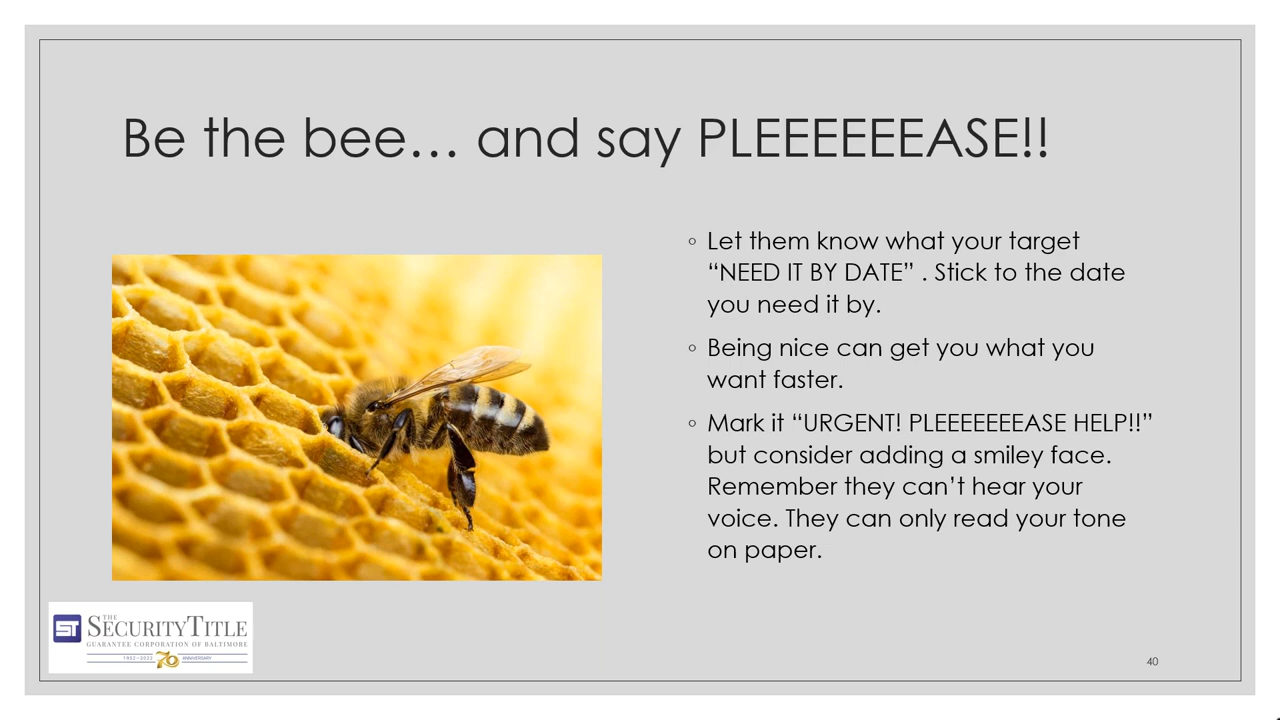 Be the bee… and say PLEEEEEEASE!!
◦ Let them know what your target
“NEED IT BY DATE” . Stick to the date
you need it by.
◦ Being nice can get you what you
want faster.
◦ Mark it “URGENT! PLEEEEEEEASE HELP!!”
but consider adding a smiley face.
Remember they can’t hear your
voice. They can only read your tone
on paper.
ST THE SECURITYTITLE
GUARANTEE CORPORATION OF BALTIMORE
1952–2022 70 ANNIVERSARY
40